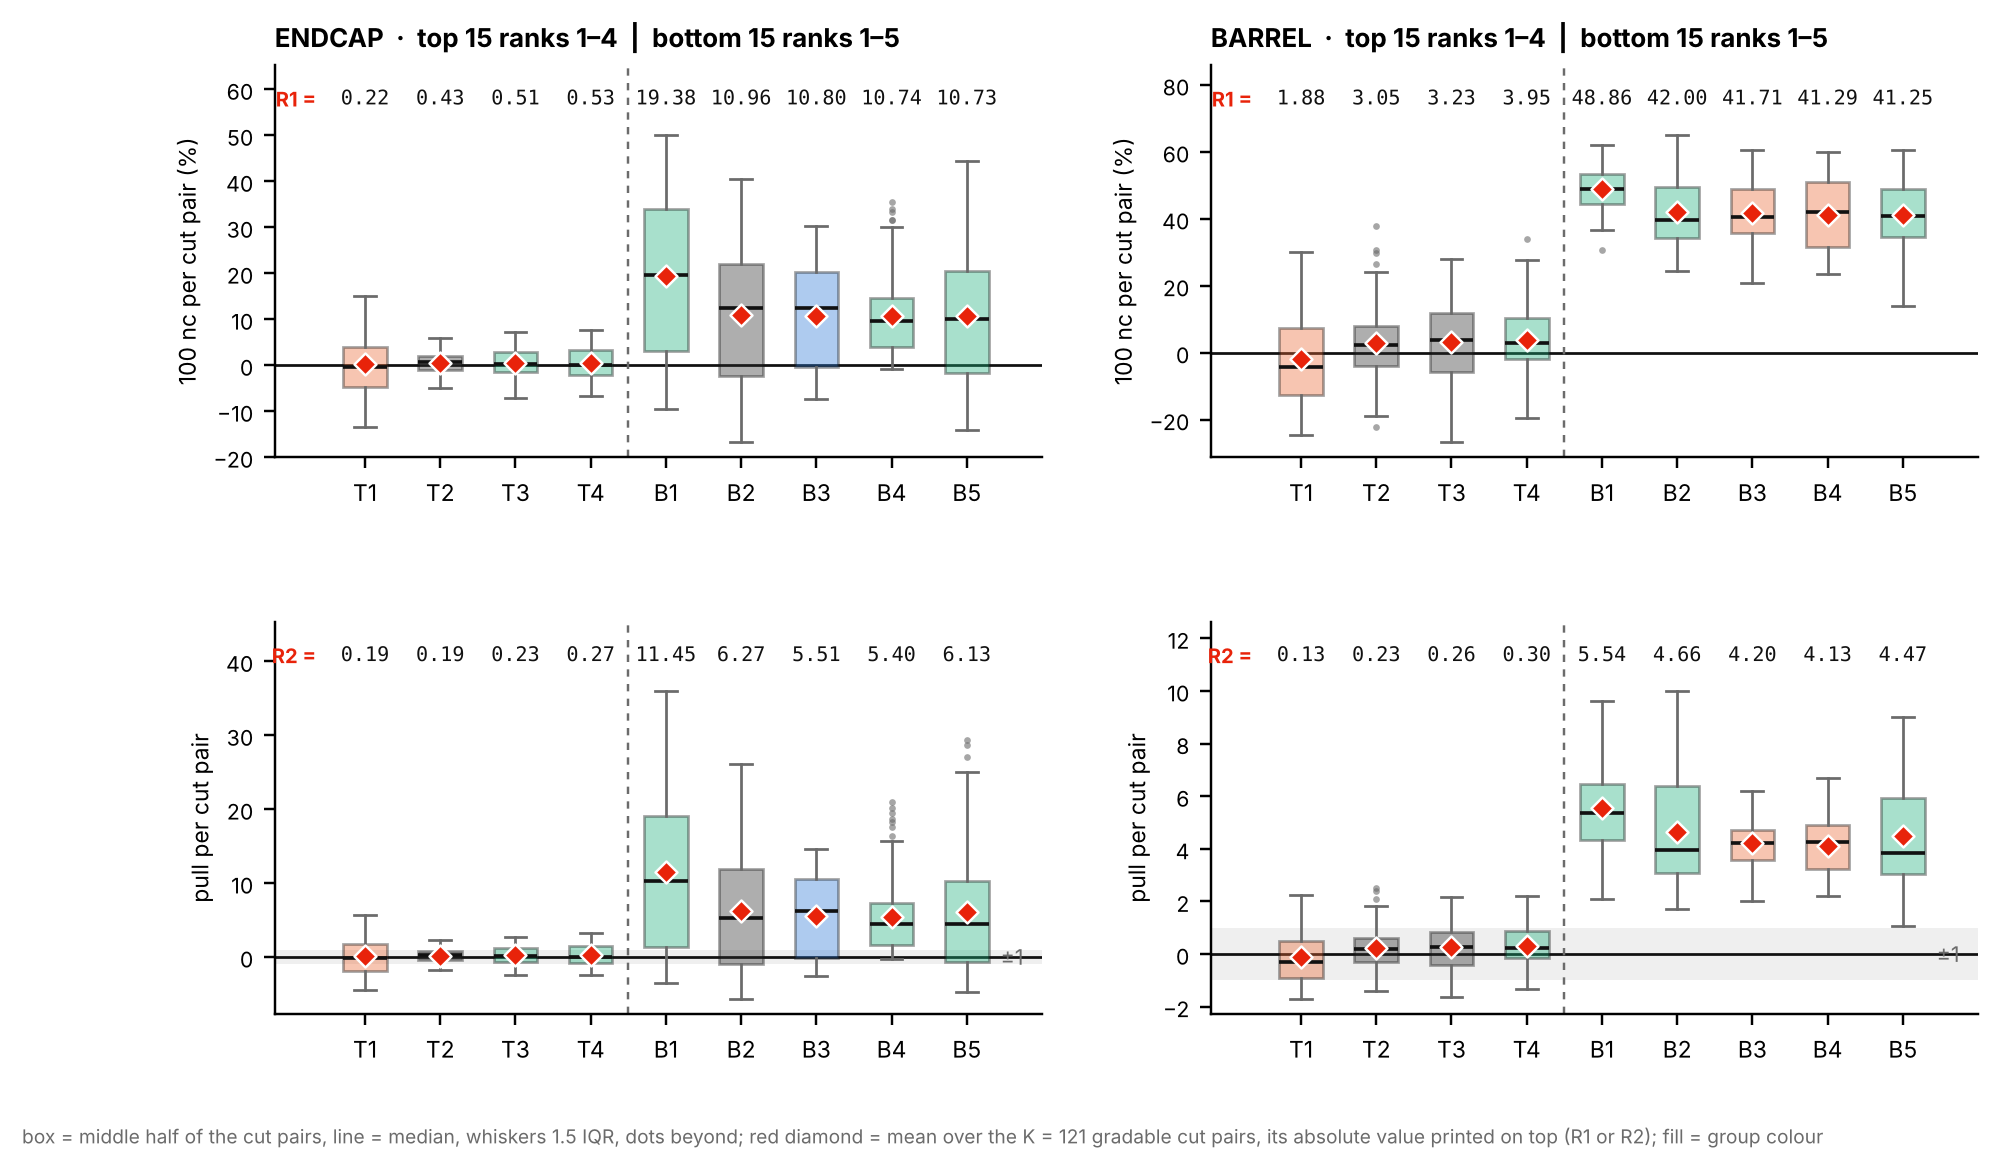 ENDCAP · top 15 ranks 1–4 | bottom 15 ranks 1–5
R1 = 0.22 0.43 0.51 0.53 19.38 10.96 10.80 10.74 10.73
100 nc per cut pair (%)
60
50
40
30
20
10
0
−10
−20
T1 T2 T3 T4 B1 B2 B3 B4 B5
BARREL · top 15 ranks 1–4 | bottom 15 ranks 1–5
R1 = 1.88 3.05 3.23 3.95 48.86 42.00 41.71 41.29 41.25
100 nc per cut pair (%)
80
60
40
20
0
−20
T1 T2 T3 T4 B1 B2 B3 B4 B5
R2 = 0.19 0.19 0.23 0.27 11.45 6.27 5.51 5.40 6.13
pull per cut pair
40
30
20
10
0
±1
T1 T2 T3 T4 B1 B2 B3 B4 B5
R2 = 0.13 0.23 0.26 0.30 5.54 4.66 4.20 4.13 4.47
pull per cut pair
12
10
8
6
4
2
0
−2
±1
T1 T2 T3 T4 B1 B2 B3 B4 B5
box = middle half of the cut pairs, line = median, whiskers 1.5 IQR, dots beyond; red diamond = mean over the K = 121 gradable cut pairs, its absolute value printed on top (R1 or R2); fill = group colour